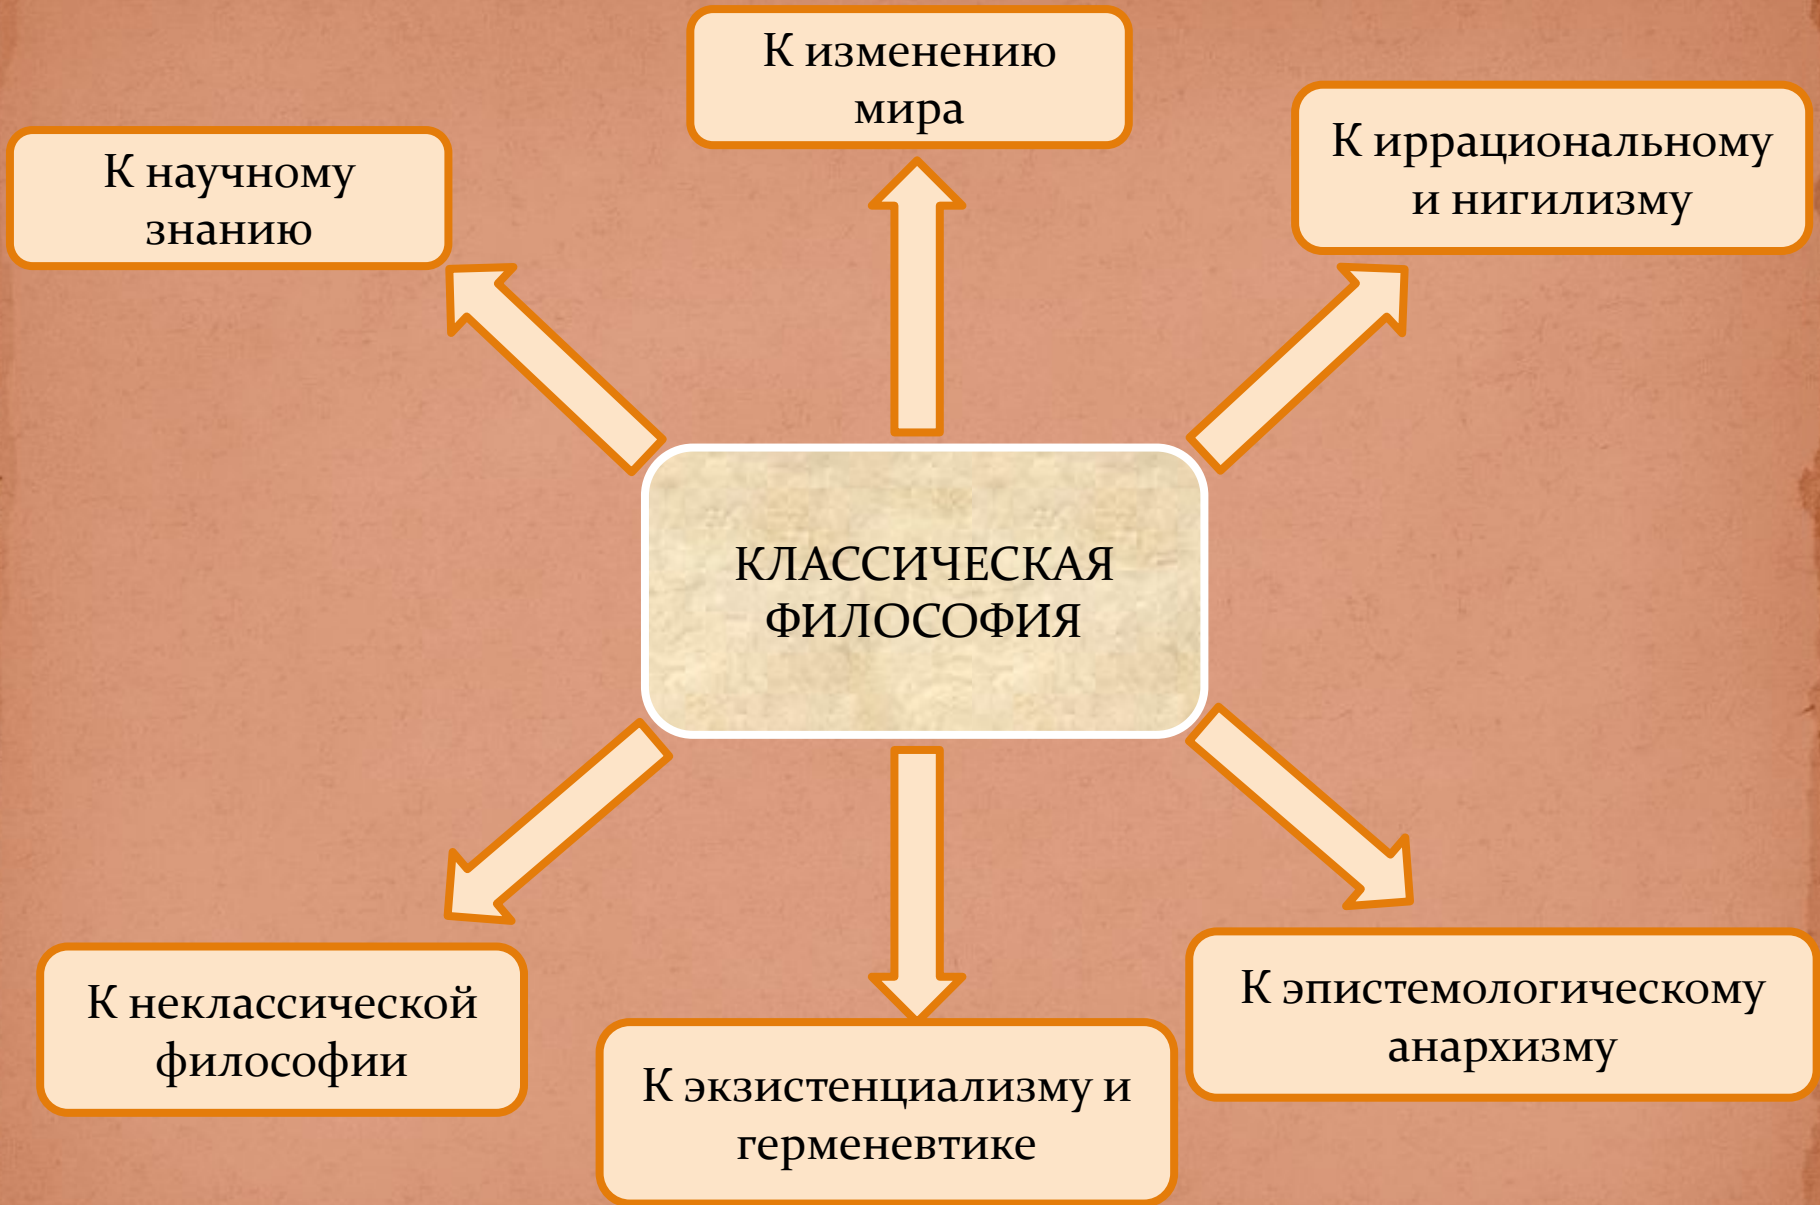 К изменению
мира
К научному
знанию
К иррациональному
и нигилизму
КЛАССИЧЕСКАЯ
ФИЛОСОФИЯ
К неклассической
философии
К экзистенциализму и
герменевтике
К эпистемологическому
анархизму